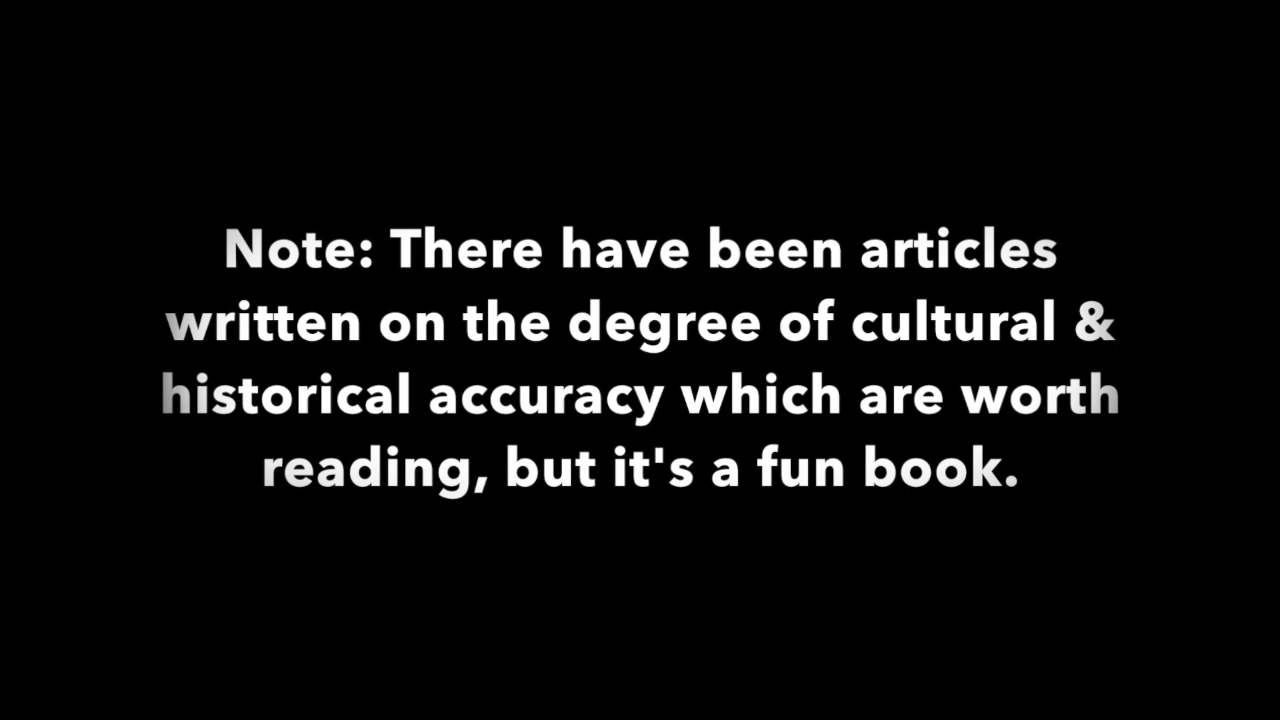 Note: There have been articles
written on the degree of cultural &
historical accuracy which are worth
reading, but it's a fun book.